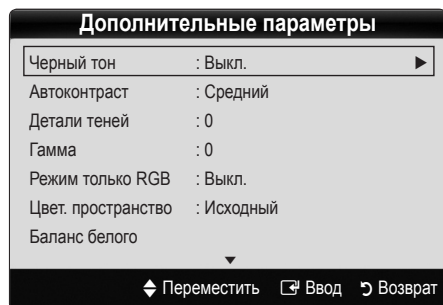 Дополнительные параметры
Черный тон : Выкл.
Автоконтраст : Средний
Детали теней : 0
Гамма : 0
Режим только RGB : Выкл.
Цвет. пространство : Исходный
Баланс белого
Переместить Ввод Возврат